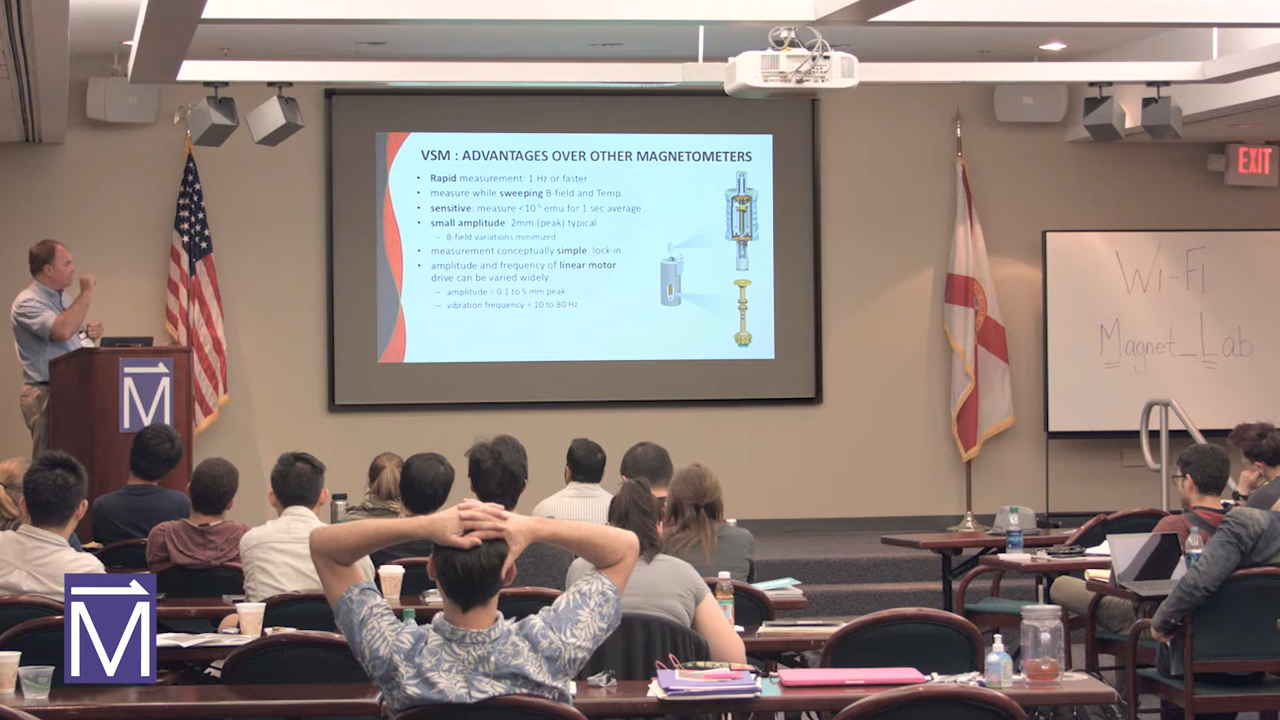 VSM : ADVANTAGES OVER OTHER MAGNETOMETERS
• Rapid measurement: 1 Hz or faster
• measure while sweeping B-field and Temp.
• sensitive: measure <10⁻⁶ emu for 1 sec average
• small amplitude: 2mm (peak) typical
– B-field variations minimized
• measurement conceptually simple: lock-in
• amplitude and frequency of linear motor
drive can be varied widely:
– amplitude = 0.1 to 5 mm peak
– vibration frequency = 10 to 80 Hz
EXIT
Wi-Fi
Magnet_Lab
M
M